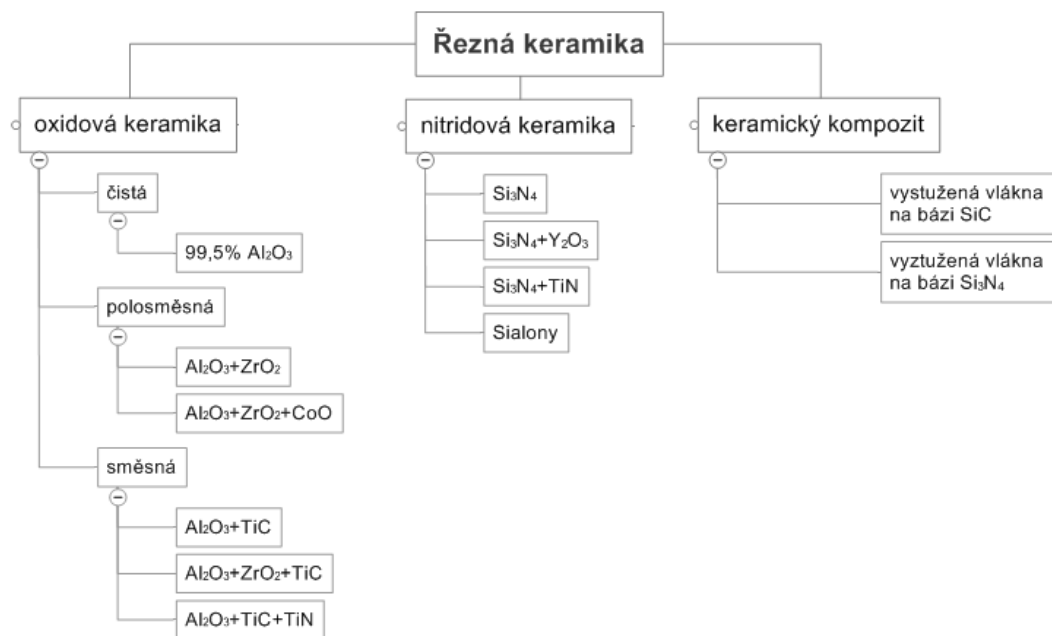 Řezná keramika
oxidová keramika
čistá
99,5% Al₂O₃
polosměsná
Al₂O₃+ZrO₂
Al₂O₃+ZrO₂+CoO
směsná
Al₂O₃+TiC
Al₂O₃+ZrO₂+TiC
Al₂O₃+TiC+TiN
nitridová keramika
Si₃N₄
Si₃N₄+Y₂O₃
Si₃N₄+TiN
Sialony
keramický kompozit
vystužená vlákna
na bázi SiC
vyztužená vlákna
na bázi Si₃N₄